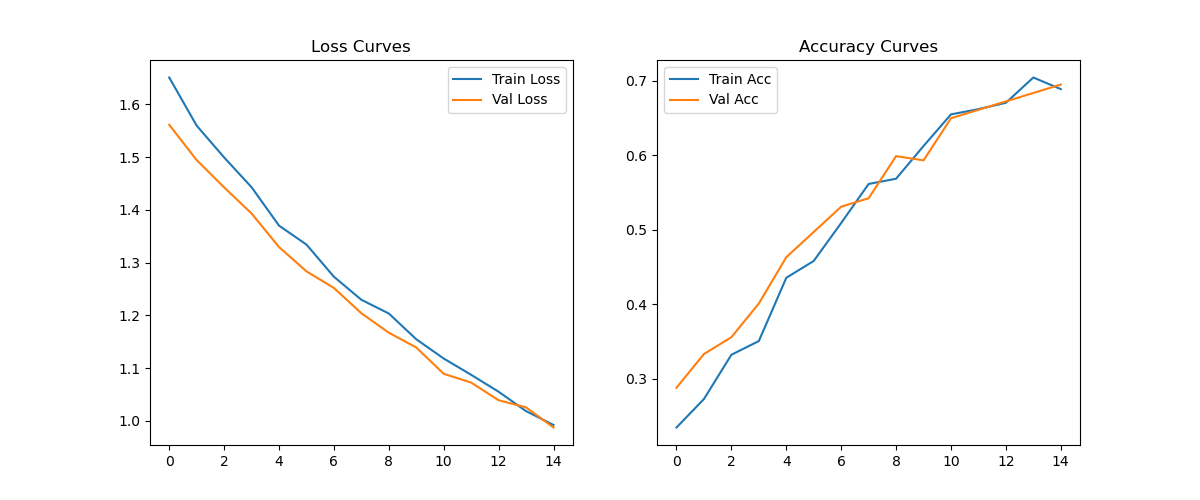 Loss Curves
Train Loss
Val Loss
1.6
1.5
1.4
1.3
1.2
1.1
1.0
0 2 4 6 8 10 12 14
Accuracy Curves
Train Acc
Val Acc
0.7
0.6
0.5
0.4
0.3
0 2 4 6 8 10 12 14